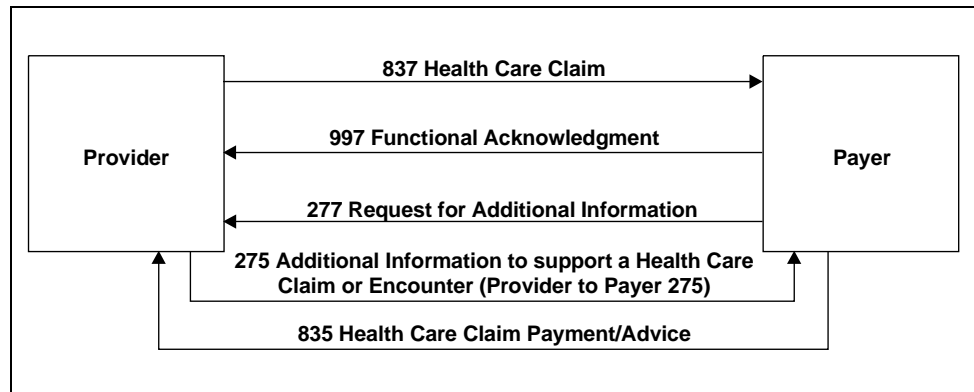 837 Health Care Claim
997 Functional Acknowledgment
Provider
Payer
277 Request for Additional Information
275 Additional Information to support a Health Care
Claim or Encounter (Provider to Payer 275)
835 Health Care Claim Payment/Advice